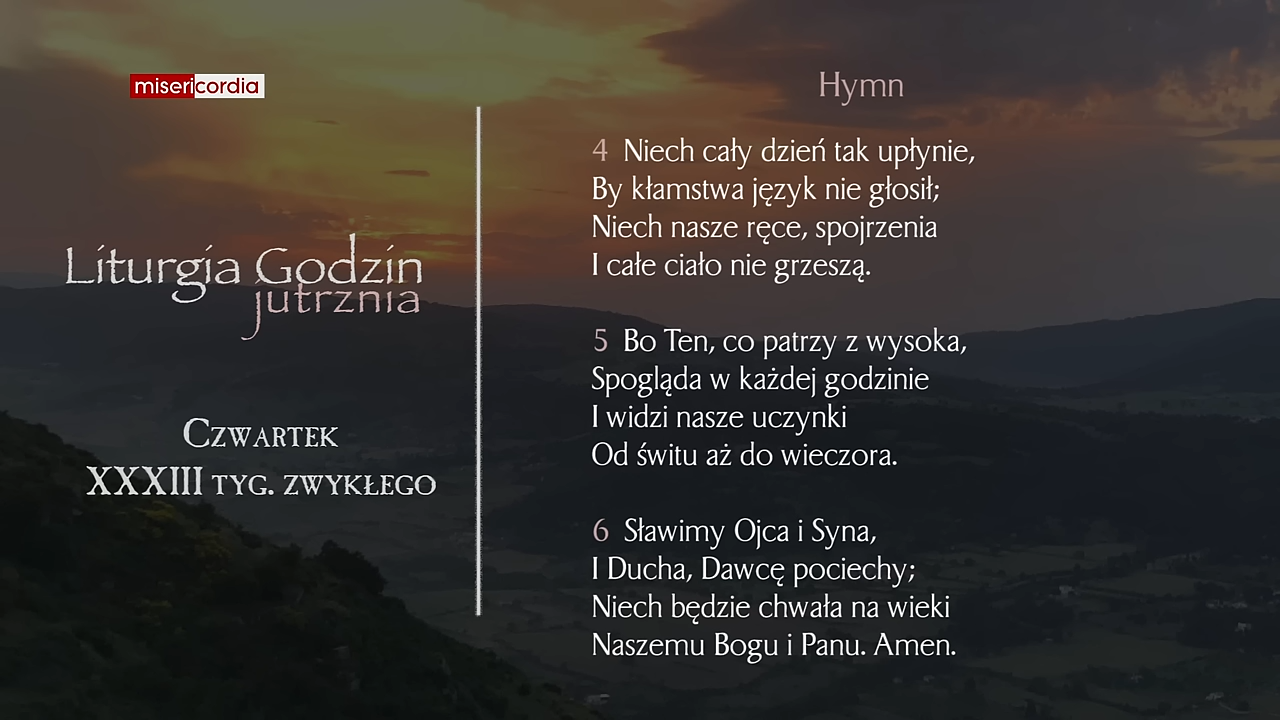 misericordia
Liturgia Godzin
jutrznia
Czwartek
XXXIII tyg. zwykłego
Hymn
4 Niech cały dzień tak upłynie,
By kłamstwa język nie głosił;
Niech nasze ręce, spojrzenia
I całe ciało nie grzeszą.
5 Bo Ten, co patrzy z wysoka,
Spogląda w każdej godzinie
I widzi nasze uczynki
Od świtu aż do wieczora.
6 Sławimy Ojca i Syna,
I Ducha, Dawcę pociechy;
Niech będzie chwała na wieki
Naszemu Bogu i Panu. Amen.